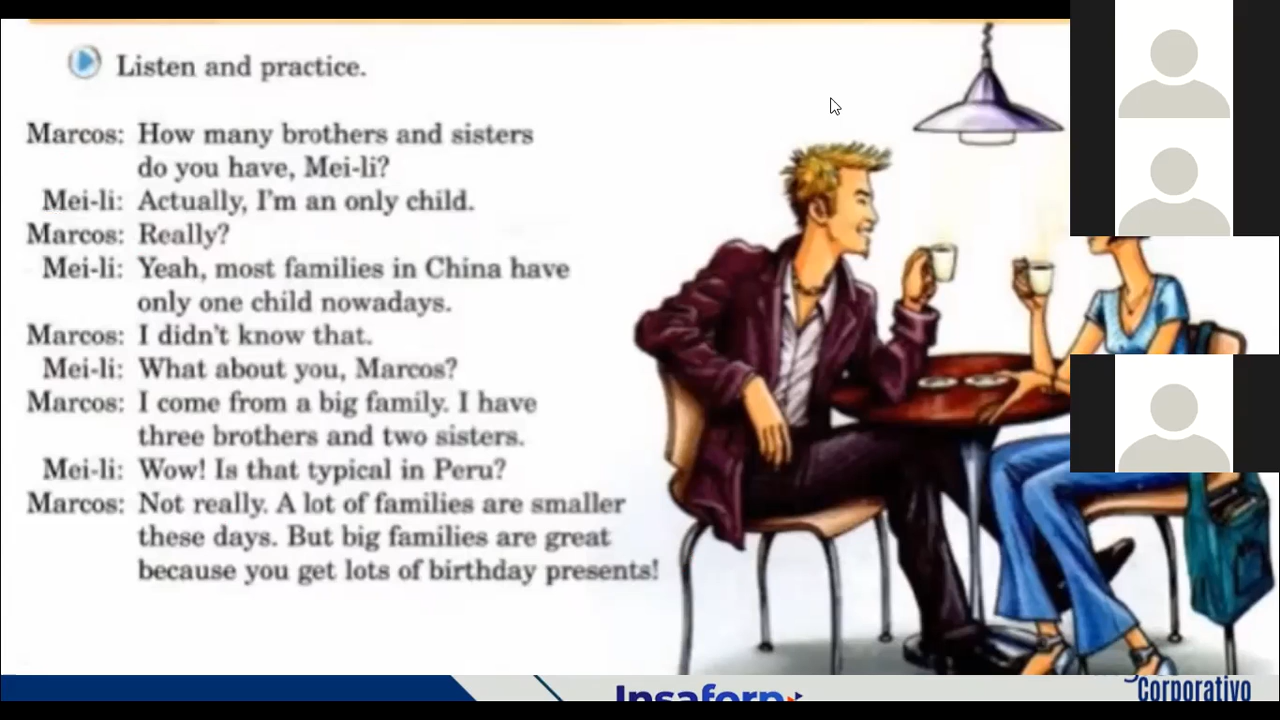 Listen and practice.
Marcos: How many brothers and sisters
do you have, Mei-li?
Mei-li: Actually, I'm an only child.
Marcos: Really?
Mei-li: Yeah, most families in China have
only one child nowadays.
Marcos: I didn't know that.
Mei-li: What about you, Marcos?
Marcos: I come from a big family. I have
three brothers and two sisters.
Mei-li: Wow! Is that typical in Peru?
Marcos: Not really. A lot of families are smaller
these days. But big families are great
because you get lots of birthday presents!
Insaforp
Corporativo